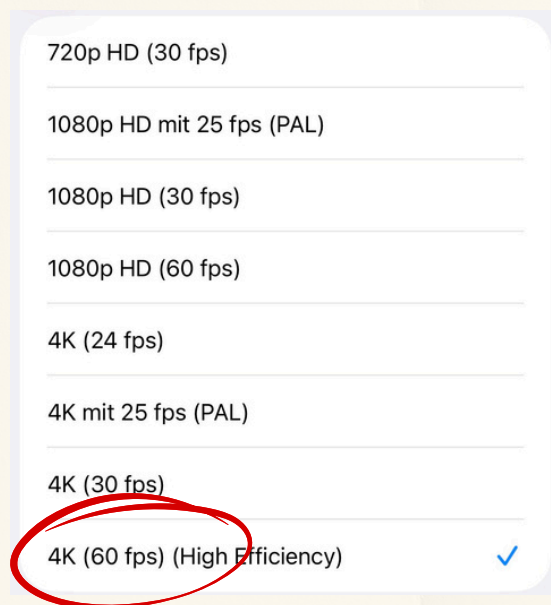 720p HD (30 fps)
1080p HD mit 25 fps (PAL)
1080p HD (30 fps)
1080p HD (60 fps)
4K (24 fps)
4K mit 25 fps (PAL)
4K (30 fps)
4K (60 fps) (High Efficiency)